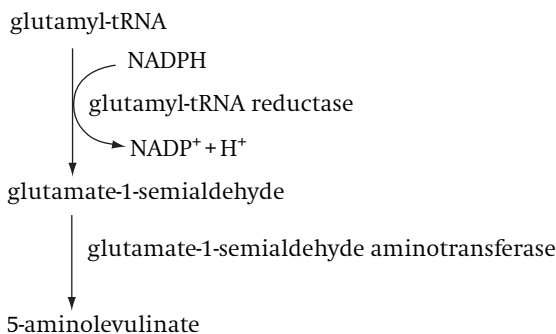 glutamyl-tRNA
NADPH
glutamyl-tRNA reductase
NADP⁺ + H⁺
glutamate-1-semialdehyde
glutamate-1-semialdehyde aminotransferase
5-aminolevulinate